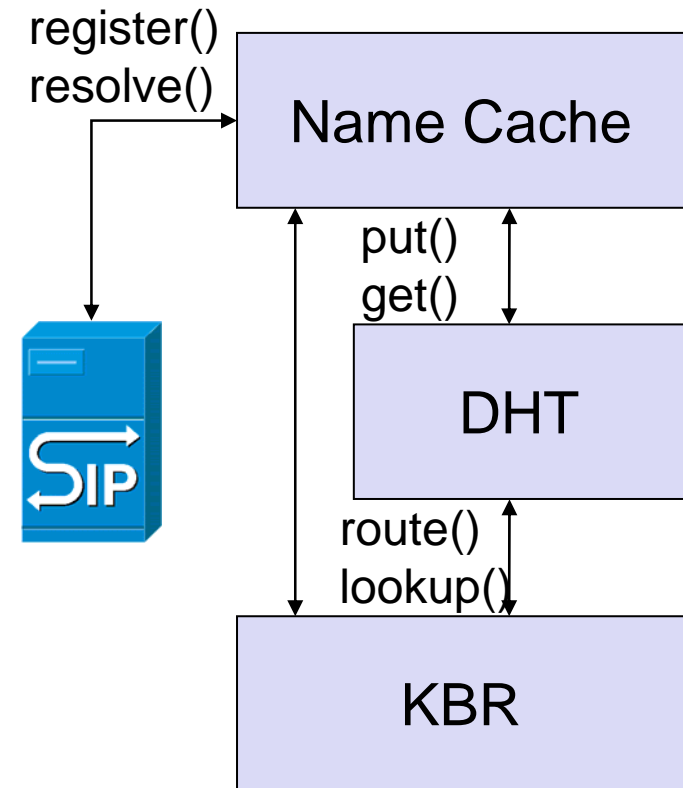 register()
resolve()
Name Cache
put()
get()
DHT
SIP
route()
lookup()
KBR